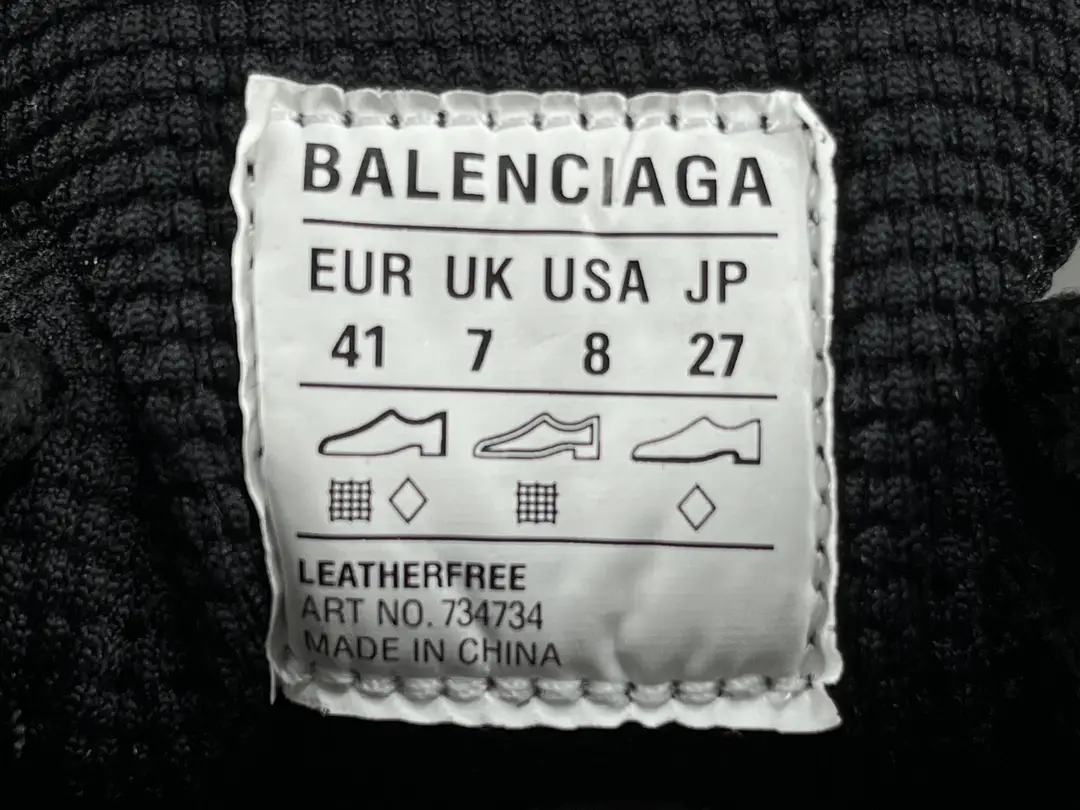 BALENCIAGA
EUR UK USA JP
41 7 8 27
LEATHERFREE
ART NO. 734734
MADE IN CHINA